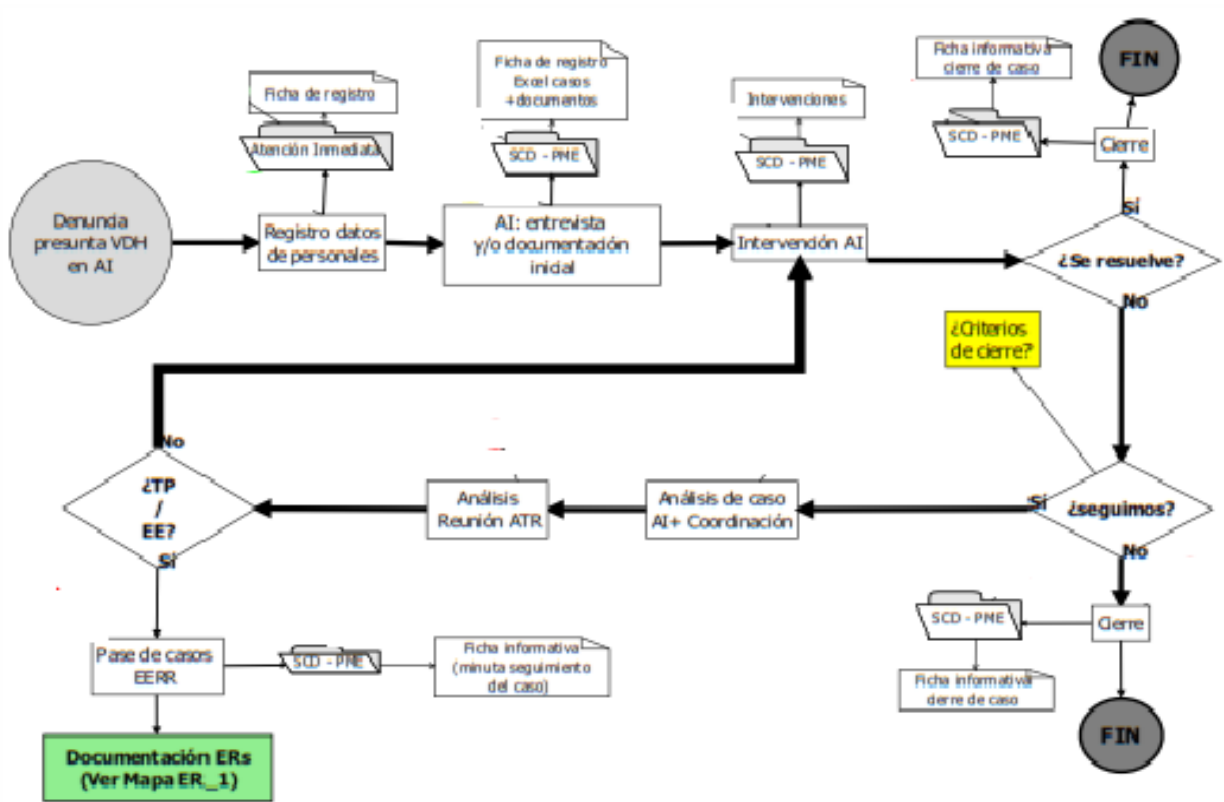 Ficha informativa
cierre de caso
FIN
Ficha de registro
Excel casos
+documentos
Ficha de registro
Intervenciones
Atención Inmediata
SCD - PME
SCD - PME
SCD - PME
Cierre
Denuncia
presunta VDH
en AI
Registro datos
de personales
AI: entrevista
y/o documentación
inicial
Intervención AI
Sí
¿Se resuelve?
No
¿Criterios
de cierre?
No
¿TP
/
EE?
Sí
Análisis
Reunión ATR
Análisis de caso
AI+ Coordinación
Sí
¿seguimos?
No
Pase de casos
EERR
SCD - PME
Ficha informativa
(minuta seguimiento
del caso)
SCD - PME
Cierre
Ficha informativa
cierre de caso
FIN
Documentación ERs
(Ver Mapa ER_1)